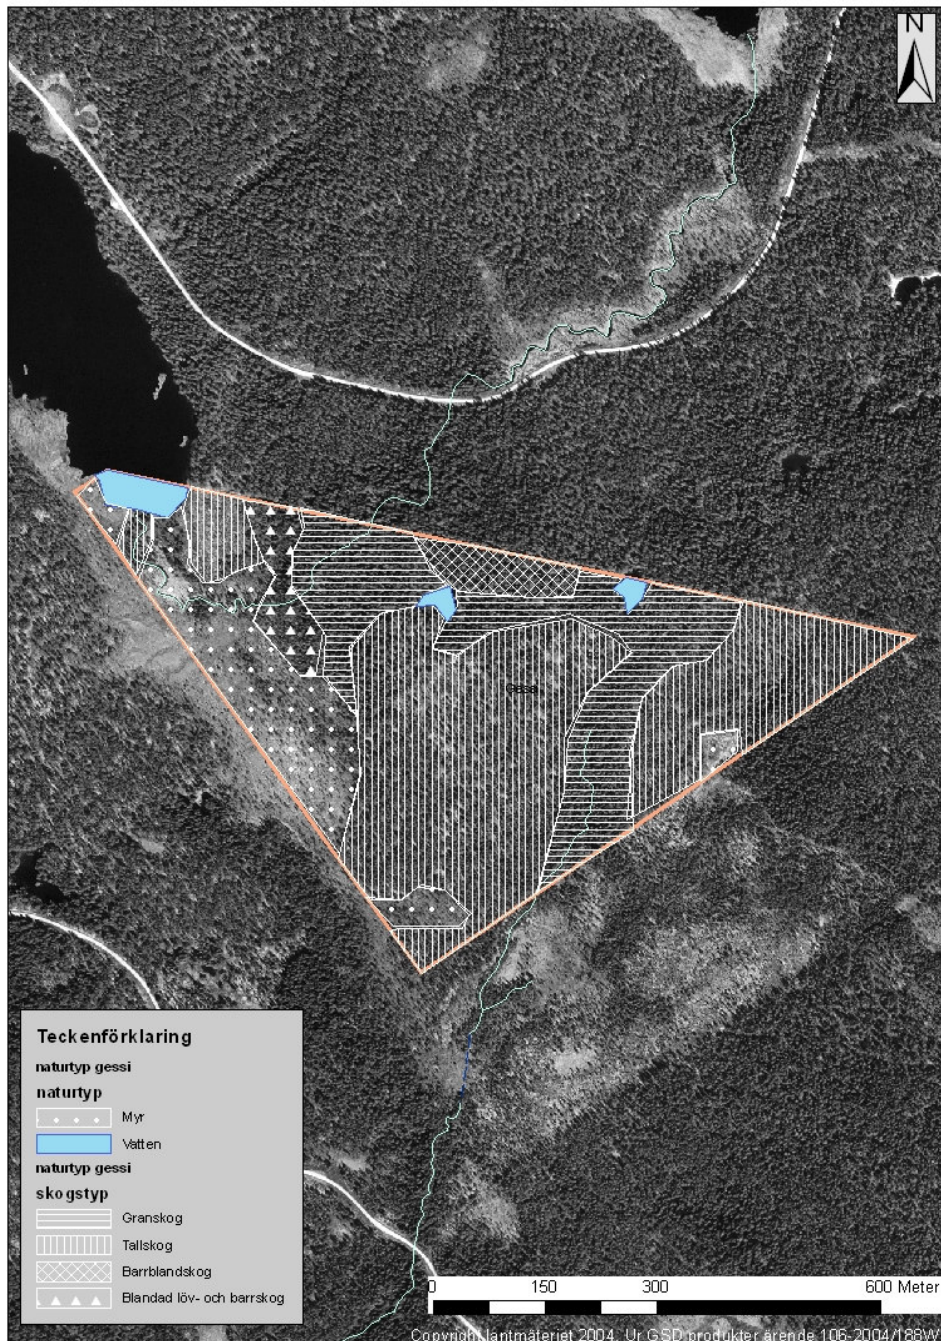 N
Gessi
Teckenförklaring
naturtyp gessi
naturtyp
Myr
Vatten
naturtyp gessi
skogstyp
Granskog
Tallskog
Barrblandskog
Blandad löv- och barrskog
0 150 300 600 Meter
Copyright lantmäteriet 2004. Ur GSD produkter ärende 106-2004/188W